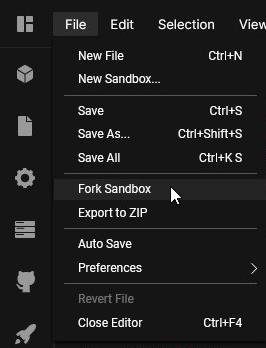 File Edit Selection View
New File Ctrl+N
New Sandbox...
Save Ctrl+S
Save As... Ctrl+Shift+S
Save All Ctrl+K S
Fork Sandbox
Export to ZIP
Auto Save
Preferences
Revert File
Close Editor Ctrl+F4